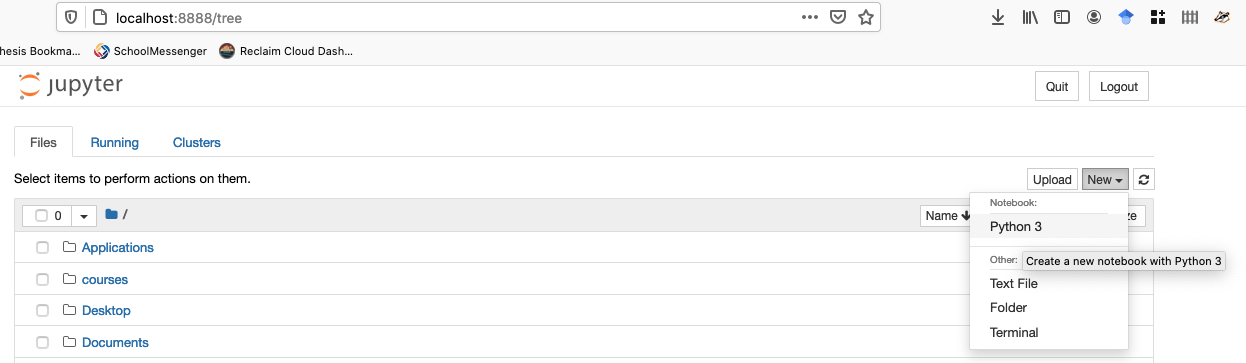 localhost:8888/tree
hesis Bookma... SchoolMessenger Reclaim Cloud Dash...
jupyter Quit Logout
Files Running Clusters
Select items to perform actions on them. Upload New
0 / Name ze
Notebook:
Python 3
Applications
Other: Create a new notebook with Python 3
courses Text File
Desktop Folder
Documents Terminal